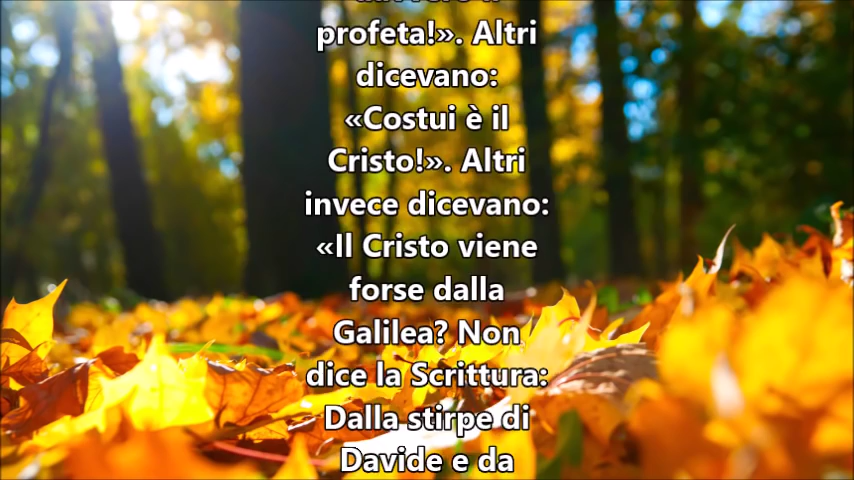 profeta!». Altri
dicevano:
«Costui è il
Cristo!». Altri
invece dicevano:
«Il Cristo viene
forse dalla
Galilea? Non
dice la Scrittura:
Dalla stirpe di
Davide e da